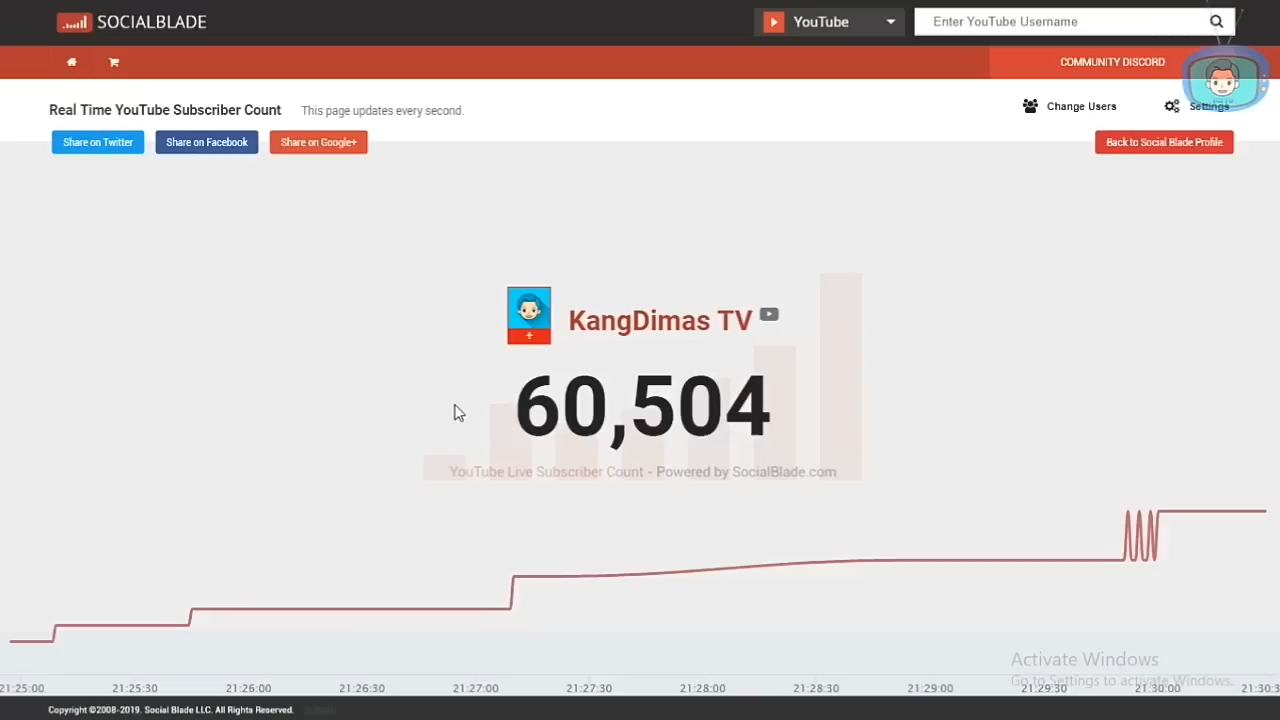 SOCIALBLADE
YouTube
Enter YouTube Username
COMMUNITY DISCORD
Real Time YouTube Subscriber Count
This page updates every second.
Change Users
Settings
Share on Twitter
Share on Facebook
Share on Google+
Back to Social Blade Profile
KangDimas TV
60,504
YouTube Live Subscriber Count - Powered by SocialBlade.com
Activate Windows
Go to Settings to activate Windows.
21:25:00 21:25:30 21:26:00 21:26:30 21:27:00 21:27:30 21:28:00 21:28:30 21:29:00 21:29:30 21:30:00 21:30:3
Copyright ©2008-2019. Social Blade LLC. All Rights Reserved.